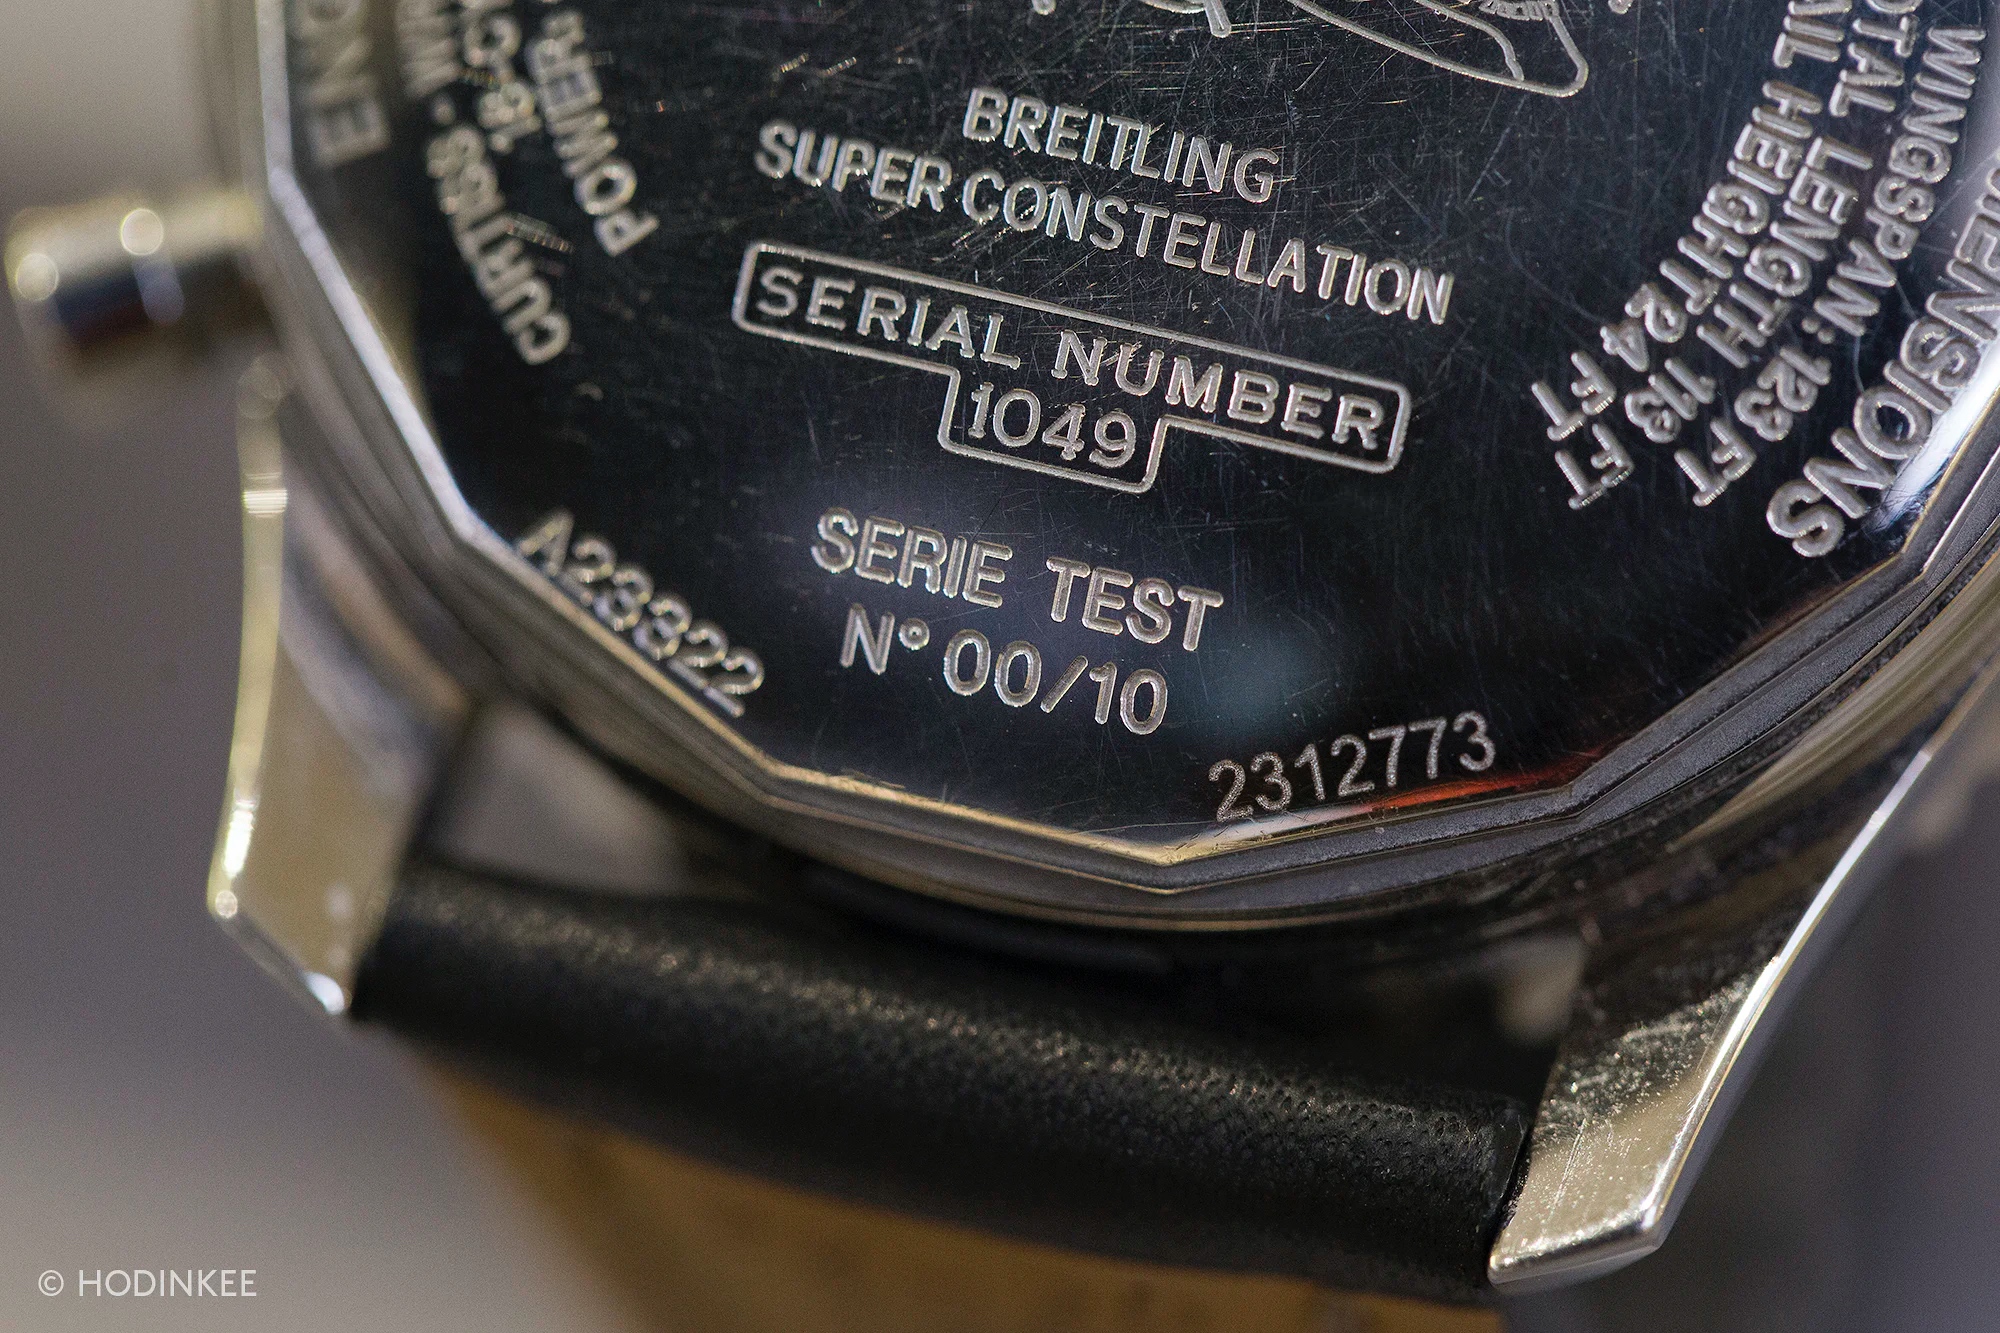 BREITLING
SUPER CONSTELLATION
SERIAL NUMBER
1049
SERIE TEST
N° 00/10
A23322
2312773
POWER:
CURTISS - W
DIMENSIONS
WINGSPAN: 123 FT
TOTAL LENGTH 113 FT
TAIL HEIGHT 24 FT
© HODINKEE